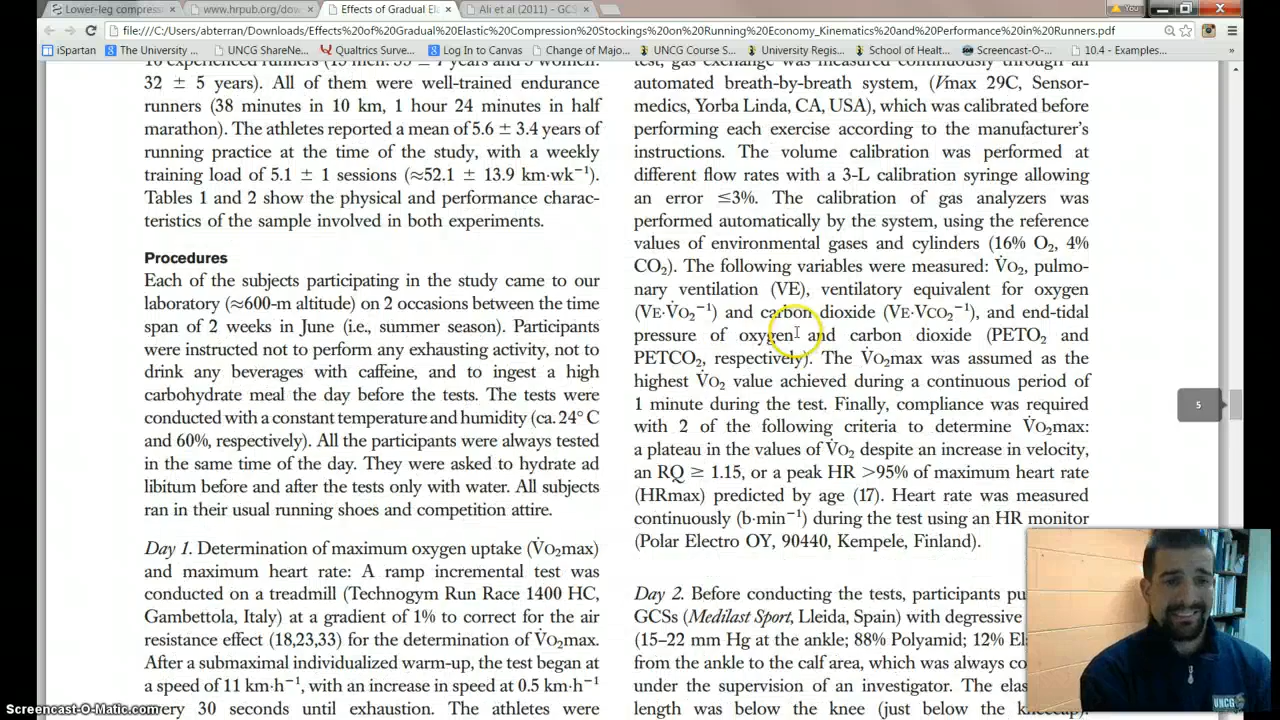 Lower-leg compress
www.hrpub.org/dow
Effects of Gradual Ela
Ali et al (2011) - GCS
You
file:///C:/Users/abterran/Downloads/Effects%20of%20Gradual%20Elastic%20Compression%20Stockings%20on%20Running%20Economy_Kinematics%20and%20Performance%20in%20Runners.pdf
iSpartan
The University ...
UNCG ShareNe...
Qualtrics Surve...
Log In to Canvas
Change of Majo...
UNCG Course S...
University Regis...
School of Healt...
Screencast-O-...
10.4 - Examples...
32 ± 5 years). All of them were well-trained endurance
runners (38 minutes in 10 km, 1 hour 24 minutes in half
marathon). The athletes reported a mean of 5.6 ± 3.4 years of
running practice at the time of the study, with a weekly
training load of 5.1 ± 1 sessions (≈52.1 ± 13.9 km·wk⁻¹).
Tables 1 and 2 show the physical and performance charac-
teristics of the sample involved in both experiments.
Procedures
Each of the subjects participating in the study came to our
laboratory (≈600-m altitude) on 2 occasions between the time
span of 2 weeks in June (i.e., summer season). Participants
were instructed not to perform any exhausting activity, not to
drink any beverages with caffeine, and to ingest a high
carbohydrate meal the day before the tests. The tests were
conducted with a constant temperature and humidity (ca. 24° C
and 60%, respectively). All the participants were always tested
in the same time of the day. They were asked to hydrate ad
libitum before and after the tests only with water. All subjects
ran in their usual running shoes and competition attire.
Day 1. Determination of maximum oxygen uptake (V̇O₂max)
and maximum heart rate: A ramp incremental test was
conducted on a treadmill (Technogym Run Race 1400 HC,
Gambettola, Italy) at a gradient of 1% to correct for the air
resistance effect (18,23,33) for the determination of V̇O₂max.
After a submaximal individualized warm-up, the test began at
a speed of 11 km·h⁻¹, with an increase in speed at 0.5 km·h⁻¹
every 30 seconds until exhaustion. The athletes were
test, gas exchange was measured continuously through an
automated breath-by-breath system, (Vmax 29C, Sensor-
medics, Yorba Linda, CA, USA), which was calibrated before
performing each exercise according to the manufacturer's
instructions. The volume calibration was performed at
different flow rates with a 3-L calibration syringe allowing
an error ≤3%. The calibration of gas analyzers was
performed automatically by the system, using the reference
values of environmental gases and cylinders (16% O₂, 4%
CO₂). The following variables were measured: V̇O₂, pulmo-
nary ventilation (VE), ventilatory equivalent for oxygen
(VE·V̇O₂⁻¹) and carbon dioxide (VE·VCO₂⁻¹), and end-tidal
pressure of oxygen and carbon dioxide (PETO₂ and
PETCO₂, respectively). The V̇O₂max was assumed as the
highest V̇O₂ value achieved during a continuous period of
1 minute during the test. Finally, compliance was required
with 2 of the following criteria to determine V̇O₂max:
a plateau in the values of V̇O₂ despite an increase in velocity,
an RQ ≥ 1.15, or a peak HR >95% of maximum heart rate
(HRmax) predicted by age (17). Heart rate was measured
continuously (b·min⁻¹) during the test using an HR monitor
(Polar Electro OY, 90440, Kempele, Finland).
Day 2. Before conducting the tests, participants pu
GCSs (Medilast Sport, Lleida, Spain) with degressive
(15–22 mm Hg at the ankle; 88% Polyamid; 12% El
from the ankle to the calf area, which was always co
under the supervision of an investigator. The elas
length was below the knee (just below the kneecap).
5
UNCG
Screencast-O-Matic.com